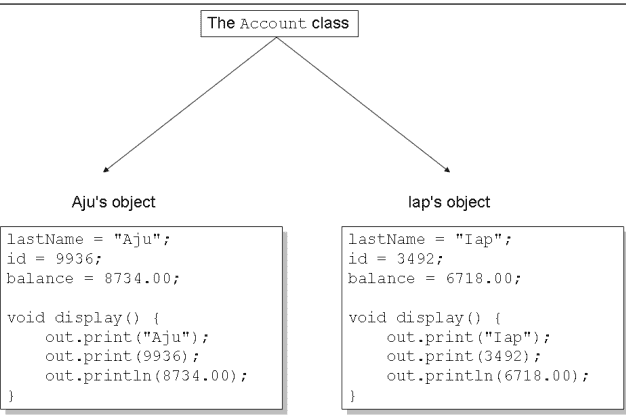 The Account class
Aju's object
lastName = "Aju";
id = 9936;
balance = 8734.00;
void display() {
    out.print("Aju");
    out.print(9936);
    out.println(8734.00);
}
Iap's object
lastName = "Iap";
id = 3492;
balance = 6718.00;
void display() {
    out.print("Iap");
    out.print(3492);
    out.println(6718.00);
}